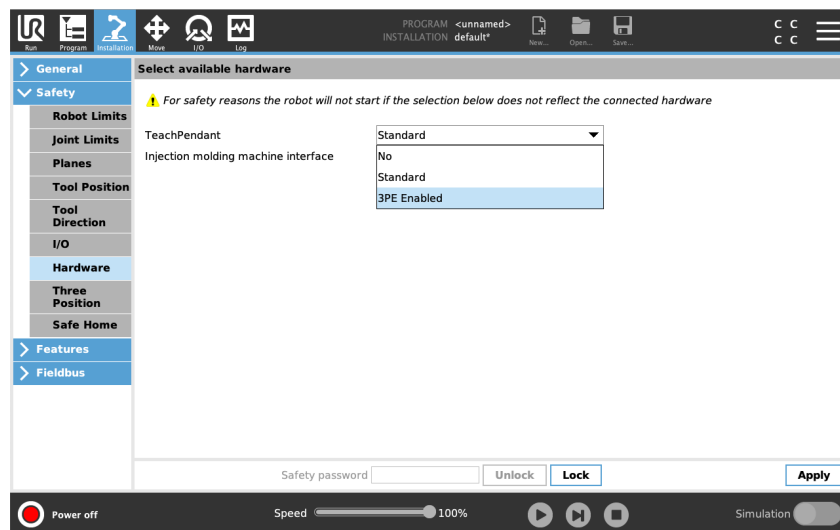 PROGRAM <unnamed>
INSTALLATION default*
Run Program Installation Move I/O Log New... Open... Save...
C C
C C
General
Safety
Robot Limits
Joint Limits
Planes
Tool Position
Tool
Direction
I/O
Hardware
Three
Position
Safe Home
Features
Fieldbus
Select available hardware
For safety reasons the robot will not start if the selection below does not reflect the connected hardware
TeachPendant Standard
Injection molding machine interface
No
Standard
3PE Enabled
Safety password Unlock Lock Apply
Power off Speed 100% Simulation